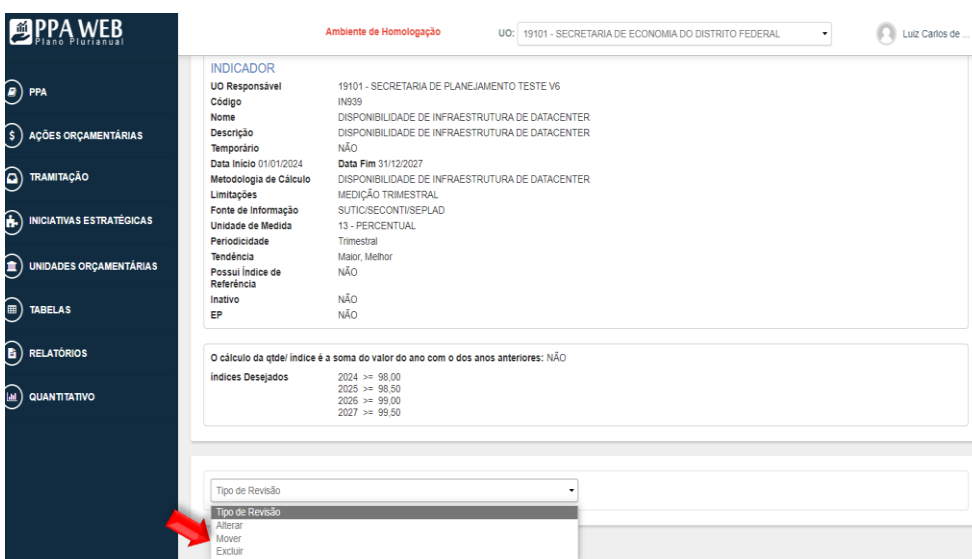 PPA WEB
Plano Plurianual
Ambiente de Homologação
UO: 19101 - SECRETARIA DE ECONOMIA DO DISTRITO FEDERAL
Luiz Carlos de ...
PPA
AÇÕES ORÇAMENTÁRIAS
TRAMITAÇÃO
INICIATIVAS ESTRATÉGICAS
UNIDADES ORÇAMENTÁRIAS
TABELAS
RELATÓRIOS
QUANTITATIVO
INDICADOR
UO Responsável 19101 - SECRETARIA DE PLANEJAMENTO TESTE V6
Código IN939
Nome DISPONIBILIDADE DE INFRAESTRUTURA DE DATACENTER
Descrição DISPONIBILIDADE DE INFRAESTRUTURA DE DATACENTER
Temporário NÃO
Data Início 01/01/2024 Data Fim 31/12/2027
Metodologia de Cálculo DISPONIBILIDADE DE INFRAESTRUTURA DE DATACENTER
Limitações MEDIÇÃO TRIMESTRAL
Fonte de Informação SUTIC/SECONTI/SEPLAD
Unidade de Medida 13 - PERCENTUAL
Periodicidade Trimestral
Tendência Maior, Melhor
Possui Índice de NÃO
Referência
Inativo NÃO
EP NÃO
O cálculo da qtde/ índice é a soma do valor do ano com o dos anos anteriores: NÃO
índices Desejados 2024 >= 98,00
2025 >= 98,50
2026 >= 99,00
2027 >= 99,50
Tipo de Revisão
Tipo de Revisão
Alterar
Mover
Excluir